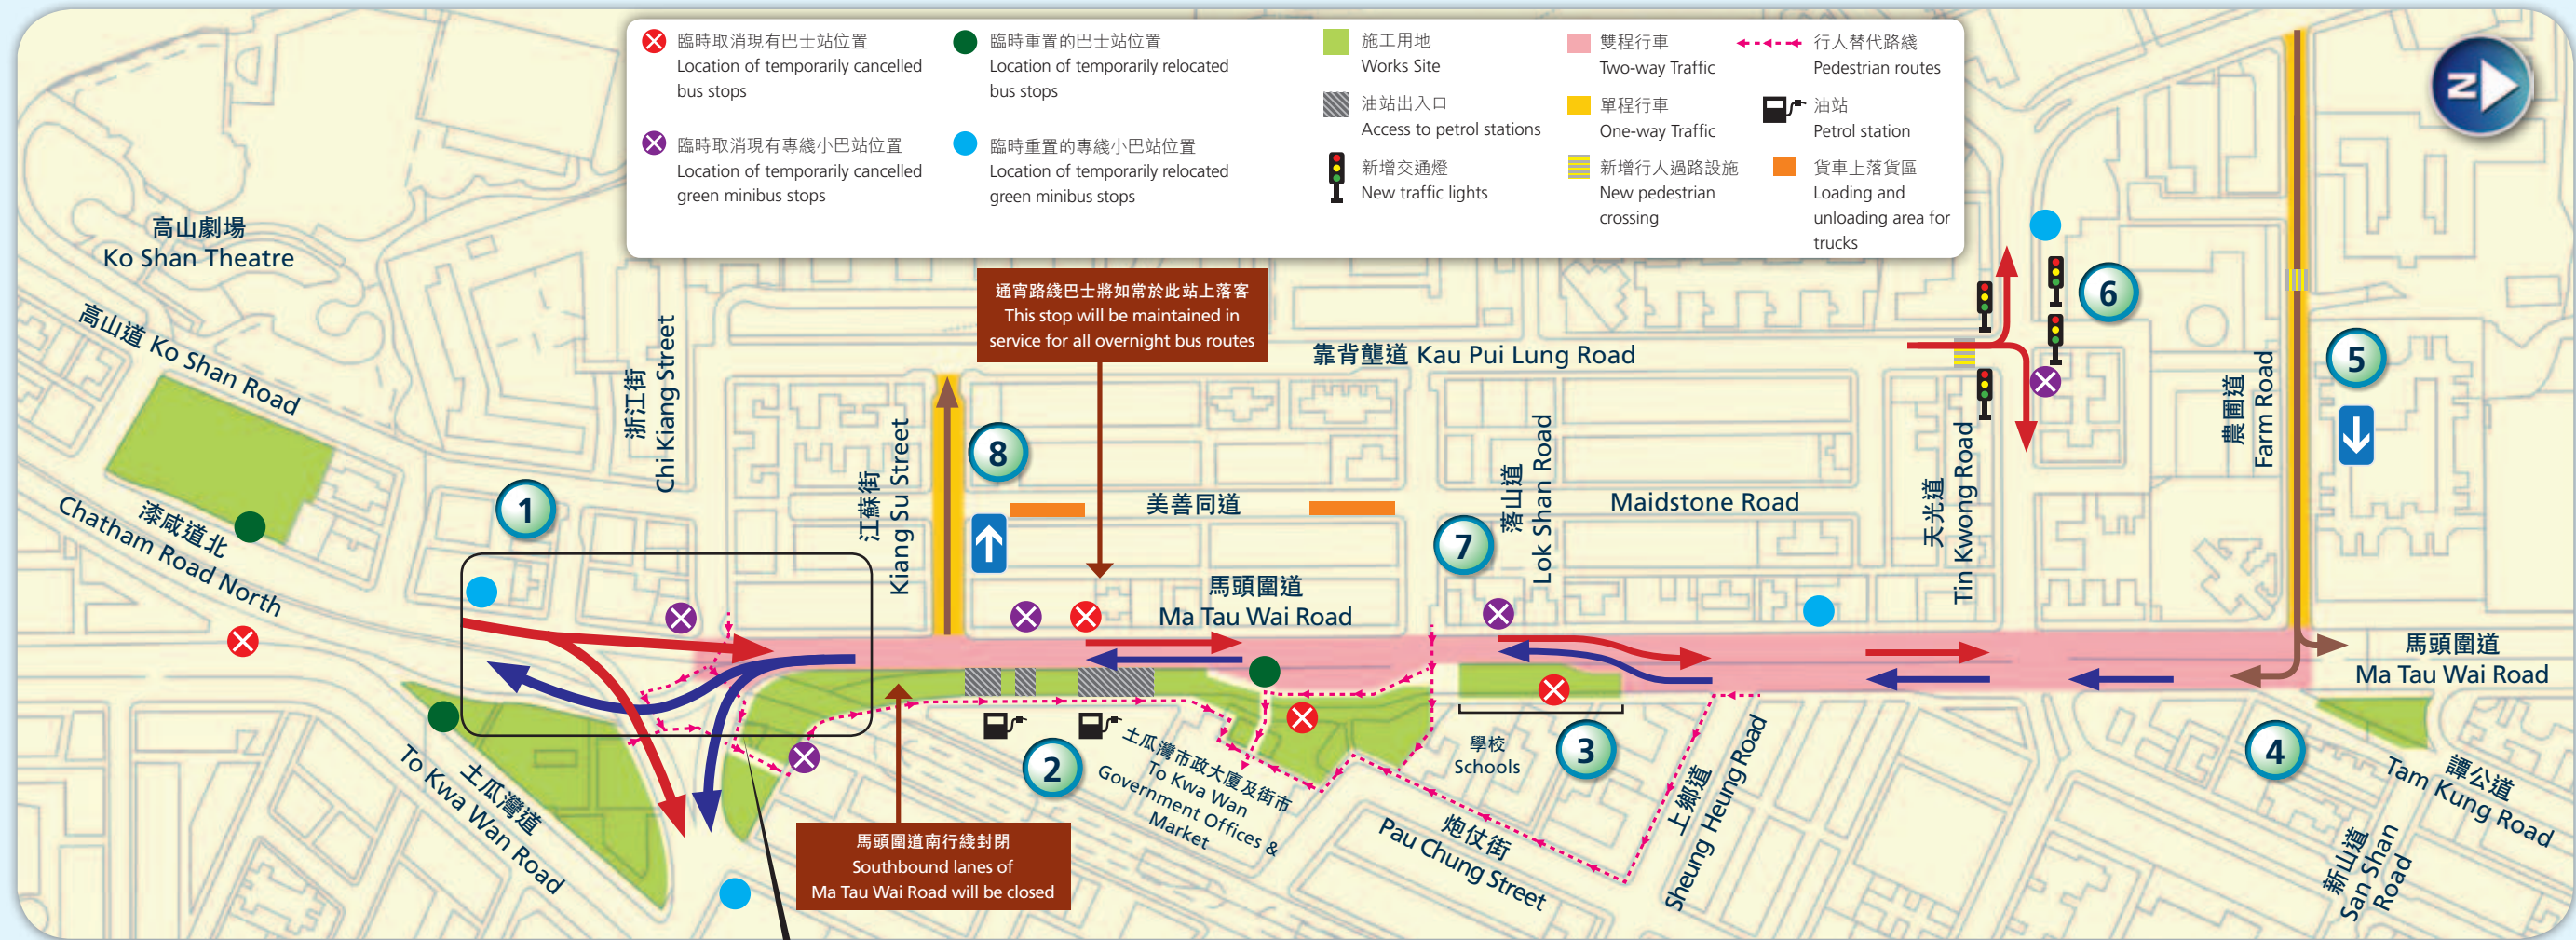 臨時取消現有巴士站位置
Location of temporarily cancelled
bus stops
臨時取消現有專綫小巴站位置
Location of temporarily cancelled
green minibus stops
臨時重置的巴士站位置
Location of temporarily relocated
bus stops
臨時重置的專綫小巴站位置
Location of temporarily relocated
green minibus stops
施工用地
Works Site
油站出入口
Access to petrol stations
新增交通燈
New traffic lights
雙程行車
Two-way Traffic
單程行車
One-way Traffic
新增行人過路設施
New pedestrian
crossing
行人替代路綫
Pedestrian routes
油站
Petrol station
貨車上落貨區
Loading and
unloading area for
trucks
N
高山劇場
Ko Shan Theatre
高山道 Ko Shan Road
漆咸道北
Chatham Road North
浙江街
Chi Kiang Street
1
江蘇街
Kiang Su Street
8
通宵路綫巴士將如常於此站上落客
This stop will be maintained in
service for all overnight bus routes
靠背壟道 Kau Pui Lung Road
美善同道
Maidstone Road
馬頭圍道
Ma Tau Wai Road
7
落山道
Lok Shan Road
天光道
Tin Kwong Road
6
農圃道
Farm Road
5
馬頭圍道
Ma Tau Wai Road
土瓜灣道
To Kwa Wan Road
馬頭圍道南行綫封閉
Southbound lanes of
Ma Tau Wai Road will be closed
2
土瓜灣市政大廈及街市
To Kwa Wan
Government Offices &
Market
學校
Schools
3
炮仗街
Pau Chung Street
上鄉道
Sheung Heung Road
4
譚公道
Tam Kung Road
新山道
San Shan
Road